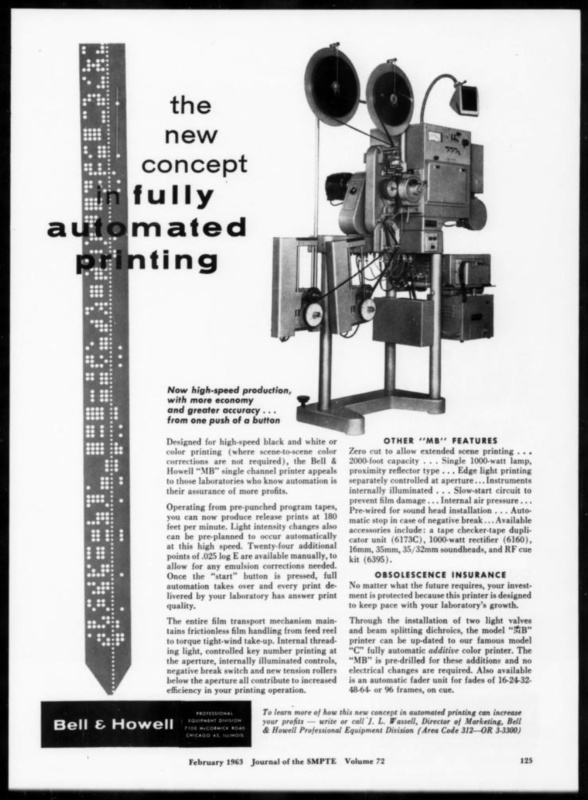 the
new
concept
in fully
automated
printing
Now high-speed production,
with more economy
and greater accuracy . . .
from one push of a button
Designed for high-speed black and white or
color printing (where scene-to-scene color
corrections are not required), the Bell &
Howell "MB" single channel printer appeals
to those laboratories who know automation is
their assurance of more profits.
Operating from pre-punched program tapes,
you can now produce release prints at 180
feet per minute. Light intensity changes also
can be pre-planned to occur automatically
at this high speed. Twenty-four additional
points of .025 log E are available manually, to
allow for any emulsion corrections needed.
Once the "start" button is pressed, full
automation takes over and every print de-
livered by your laboratory has answer print
quality.
The entire film transport mechanism main-
tains frictionless film handling from feed reel
to torque tight-wind take-up. Internal thread-
ing light, controlled key number printing at
the aperture, internally illuminated controls,
negative break switch and new tension rollers
below the aperture all contribute to increased
efficiency in your printing operation.
OTHER "MB" FEATURES
Zero cut to allow extended scene printing . . .
2000-foot capacity . . . Single 1000-watt lamp,
proximity reflector type . . . Edge light printing
separately controlled at aperture . . . Instruments
internally illuminated . . . Slow-start circuit to
prevent film damage . . . Internal air pressure . . .
Pre-wired for sound head installation . . . Auto-
matic stop in case of negative break . . . Available
accessories include: a tape checker-tape dupli-
cator unit (6173C), 1000-watt rectifier (6160),
16mm, 35mm, 35/32mm soundheads, and RF cue
kit (6395).
OBSOLESCENCE INSURANCE
No matter what the future requires, your invest-
ment is protected because this printer is designed
to keep pace with your laboratory's growth.
Through the installation of two light valves
and beam splitting dichroics, the model "MB"
printer can be up-dated to our famous model
"C" fully automatic additive color printer. The
"MB" is pre-drilled for these additions and no
electrical changes are required. Also available
is an automatic fader unit for fades of 16-24-32-
48-64- or 96 frames, on cue.
Bell & Howell
PROFESSIONAL
EQUIPMENT DIVISION
7100 McCORMICK ROAD
CHICAGO 45, ILLINOIS
To learn more of how this new concept in automated printing can increase
your profits — write or call J. L. Wassell, Director of Marketing, Bell
& Howell Professional Equipment Division (Area Code 312—OR 3-3300)
February 1963 Journal of the SMPTE Volume 72
125